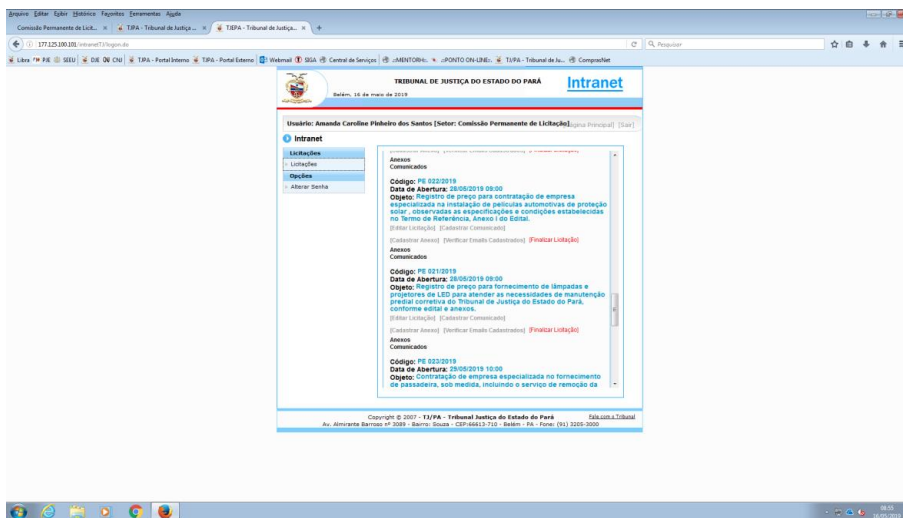 Arquivo Editar Exibir Histórico Favoritos Ferramentas Ajuda
Comissão Permanente de Licit... TJPA - Tribunal de Justiça ... TJEPA - Tribunal de Justiça...
177.125.100.101/intranetTJ/logon.do
Pesquisar
Libra PJE SEEU DJE CNJ TJPA - Portal Interno TJPA - Portal Externo Webmail SIGA Central de Serviços .::MENTORH::. .::PONTO ON-LINE::. TJ/PA - Tribunal de Ju... ComprasNet
TRIBUNAL DE JUSTIÇA DO ESTADO DO PARÁ
Intranet
Belém, 16 de maio de 2019
Usuário: Amanda Caroline Pinheiro dos Santos [Setor: Comissão Permanente de Licitação]
[Sair]
Intranet
Licitações
Licitações
Opções
Alterar Senha
Anexos
Comunicados
Código: PE 022/2019
Data de Abertura: 28/05/2019 09:00
Objeto: Registro de preço para contratação de empresa
especializada na instalação de películas automotivas de proteção
solar , observadas as especificações e condições estabelecidas
no Termo de Referência, Anexo I do Edital.
[Editar Licitação] [Cadastrar Comunicado]
[Cadastrar Anexo] [Verificar Emails Cadastrados] [Finalizar Licitação]
Anexos
Comunicados
Código: PE 021/2019
Data de Abertura: 28/05/2019 09:00
Objeto: Registro de preço para fornecimento de lâmpadas e
projetores de LED para atender as necessidades de manutenção
predial corretiva do Tribunal de Justiça do Estado do Pará,
conforme edital e anexos.
[Editar Licitação] [Cadastrar Comunicado]
[Cadastrar Anexo] [Verificar Emails Cadastrados] [Finalizar Licitação]
Anexos
Comunicados
Código: PE 023/2019
Data de Abertura: 29/05/2019 10:00
Objeto: Contratação de empresa especializada no fornecimento
de passadeira, sob medida, incluindo o serviço de remoção da
Copyright @ 2007 - TJ/PA - Tribunal Justiça do Estado do Pará
Fale com o Tribunal
Av. Almirante Barroso nº 3089 - Bairro: Souza - CEP:66613-710 - Belém - PA - Fone: (91) 3205-3000
08:55
16/05/2019